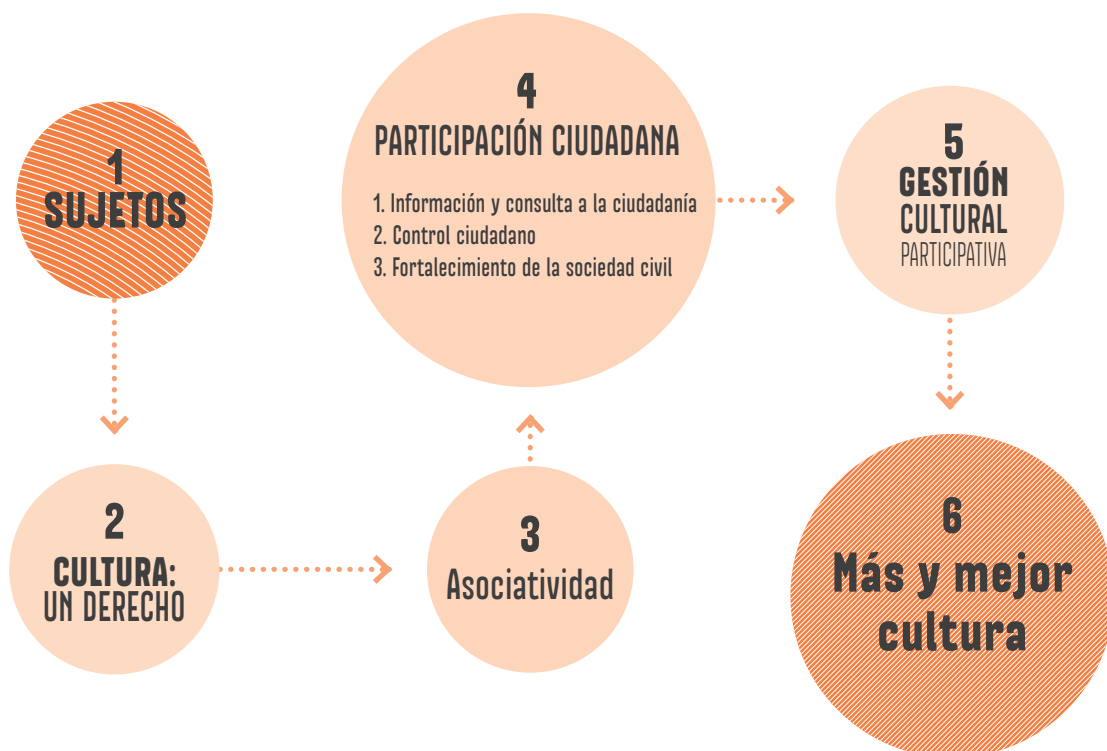 1
SUJETOS
2
CULTURA:
UN DERECHO
3
Asociatividad
4
PARTICIPACIÓN CIUDADANA
1. Información y consulta a la ciudadanía
2. Control ciudadano
3. Fortalecimiento de la sociedad civil
5
GESTIÓN
CULTURAL
PARTICIPATIVA
6
Más y mejor
cultura